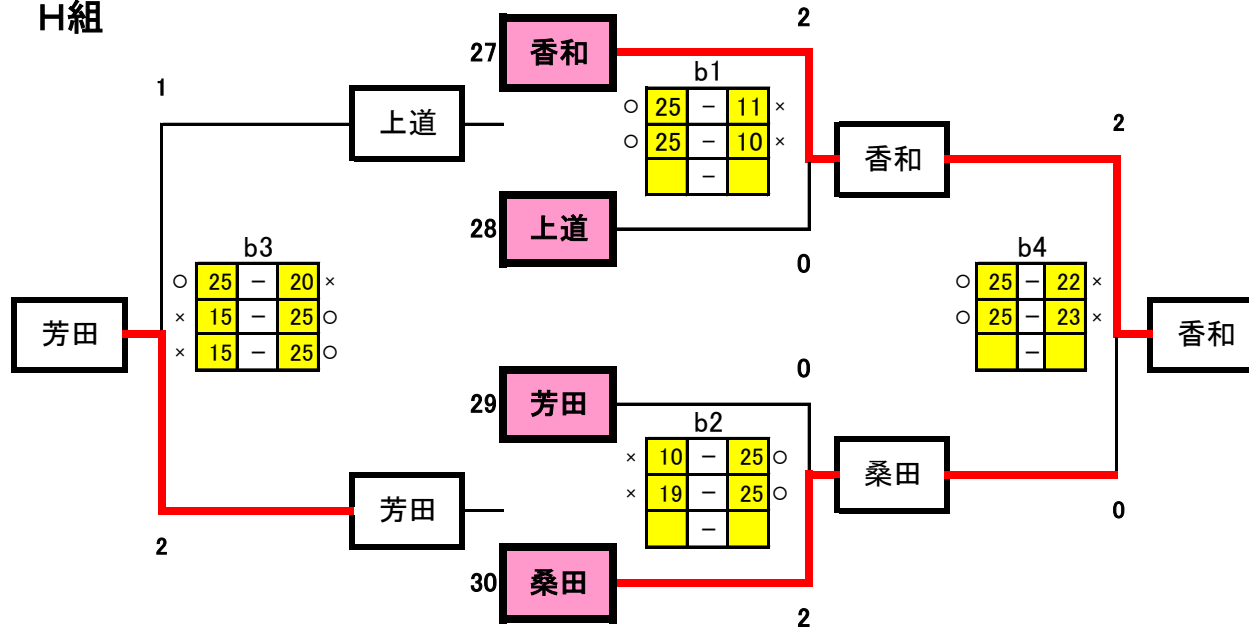 H組
2
27 香和
b1
1
上道
○ 25 － 11 ×
○ 25 － 10 ×
－
2
香和
28 上道
0
b3
○ 25 － 20 ×
× 15 － 25 ○
× 15 － 25 ○
芳田
b4
○ 25 － 22 ×
○ 25 － 23 ×
－
香和
0
29 芳田
b2
× 10 － 25 ○
× 19 － 25 ○
－
桑田
芳田
0
2
30 桑田
2